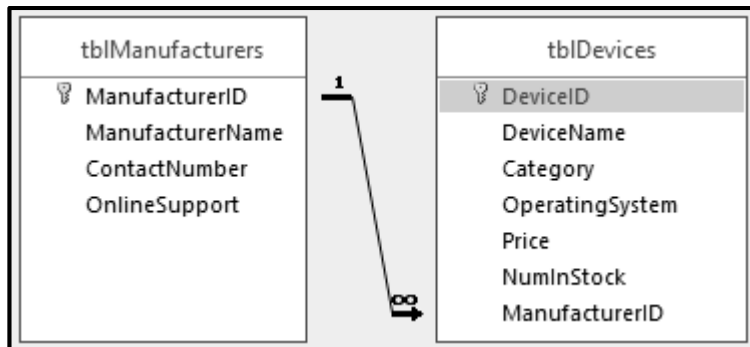 tblManufacturers
ManufacturerID
ManufacturerName
ContactNumber
OnlineSupport
1
∞
tblDevices
DeviceID
DeviceName
Category
OperatingSystem
Price
NumInStock
ManufacturerID